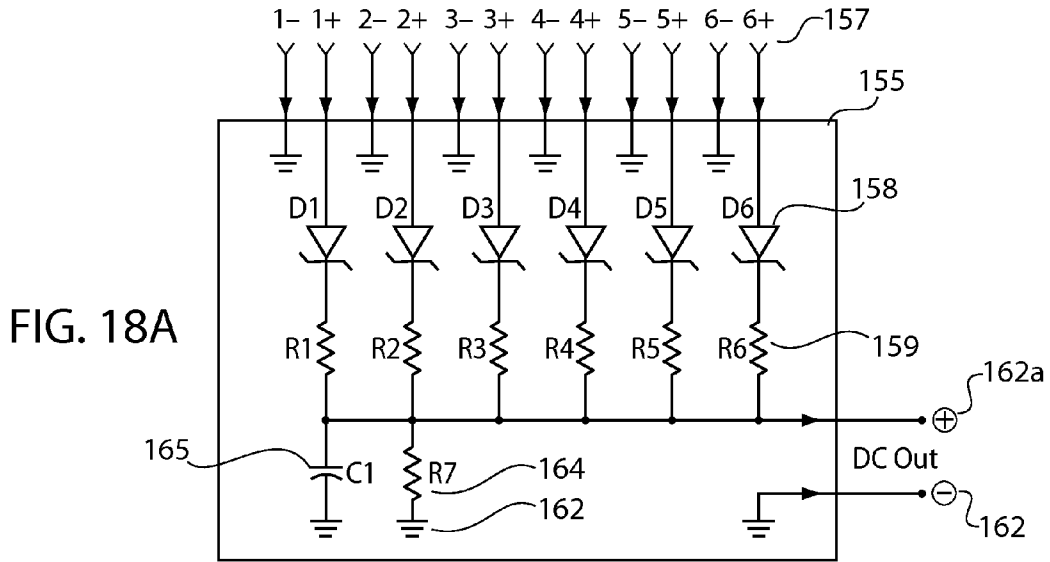 1- 1+ 2- 2+ 3- 3+ 4- 4+ 5- 5+ 6- 6+ 157
155
D1 D2 D3 D4 D5 D6 158
FIG. 18A
R1 R2 R3 R4 R5 R6 159
162a
+
165 C1 R7 164 DC Out
162 - 162